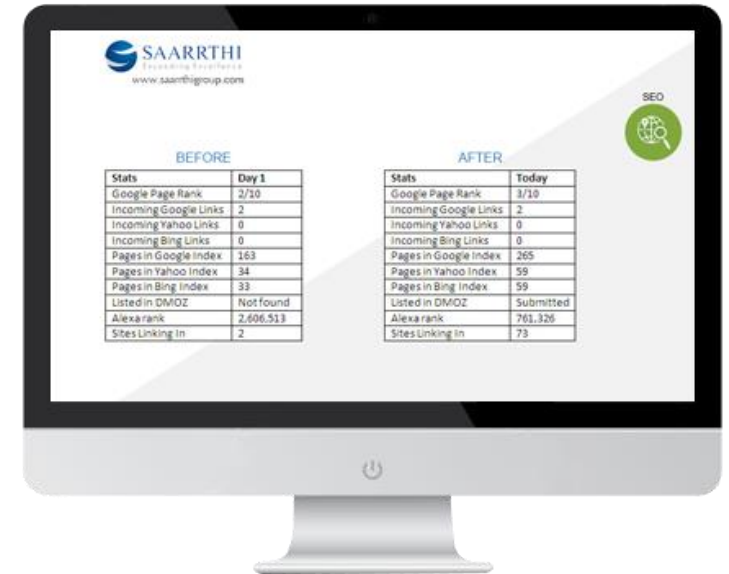 SAARRTHI
Exceeding Excellence
www.saarrthigroup.com
SEO
BEFORE
Stats Day 1
Google Page Rank 2/10
Incoming Google Links 2
Incoming Yahoo Links 0
Incoming Bing Links 0
Pages in Google Index 163
Pages in Yahoo Index 34
Pages in Bing Index 33
Listed in DMOZ Not found
Alexa rank 2,606,513
Sites Linking In 2
AFTER
Stats Today
Google Page Rank 3/10
Incoming Google Links 2
Incoming Yahoo Links 0
Incoming Bing Links 0
Pages in Google Index 265
Pages in Yahoo Index 59
Pages in Bing Index 59
Listed in DMOZ Submitted
Alexa rank 761,326
Sites Linking In 73